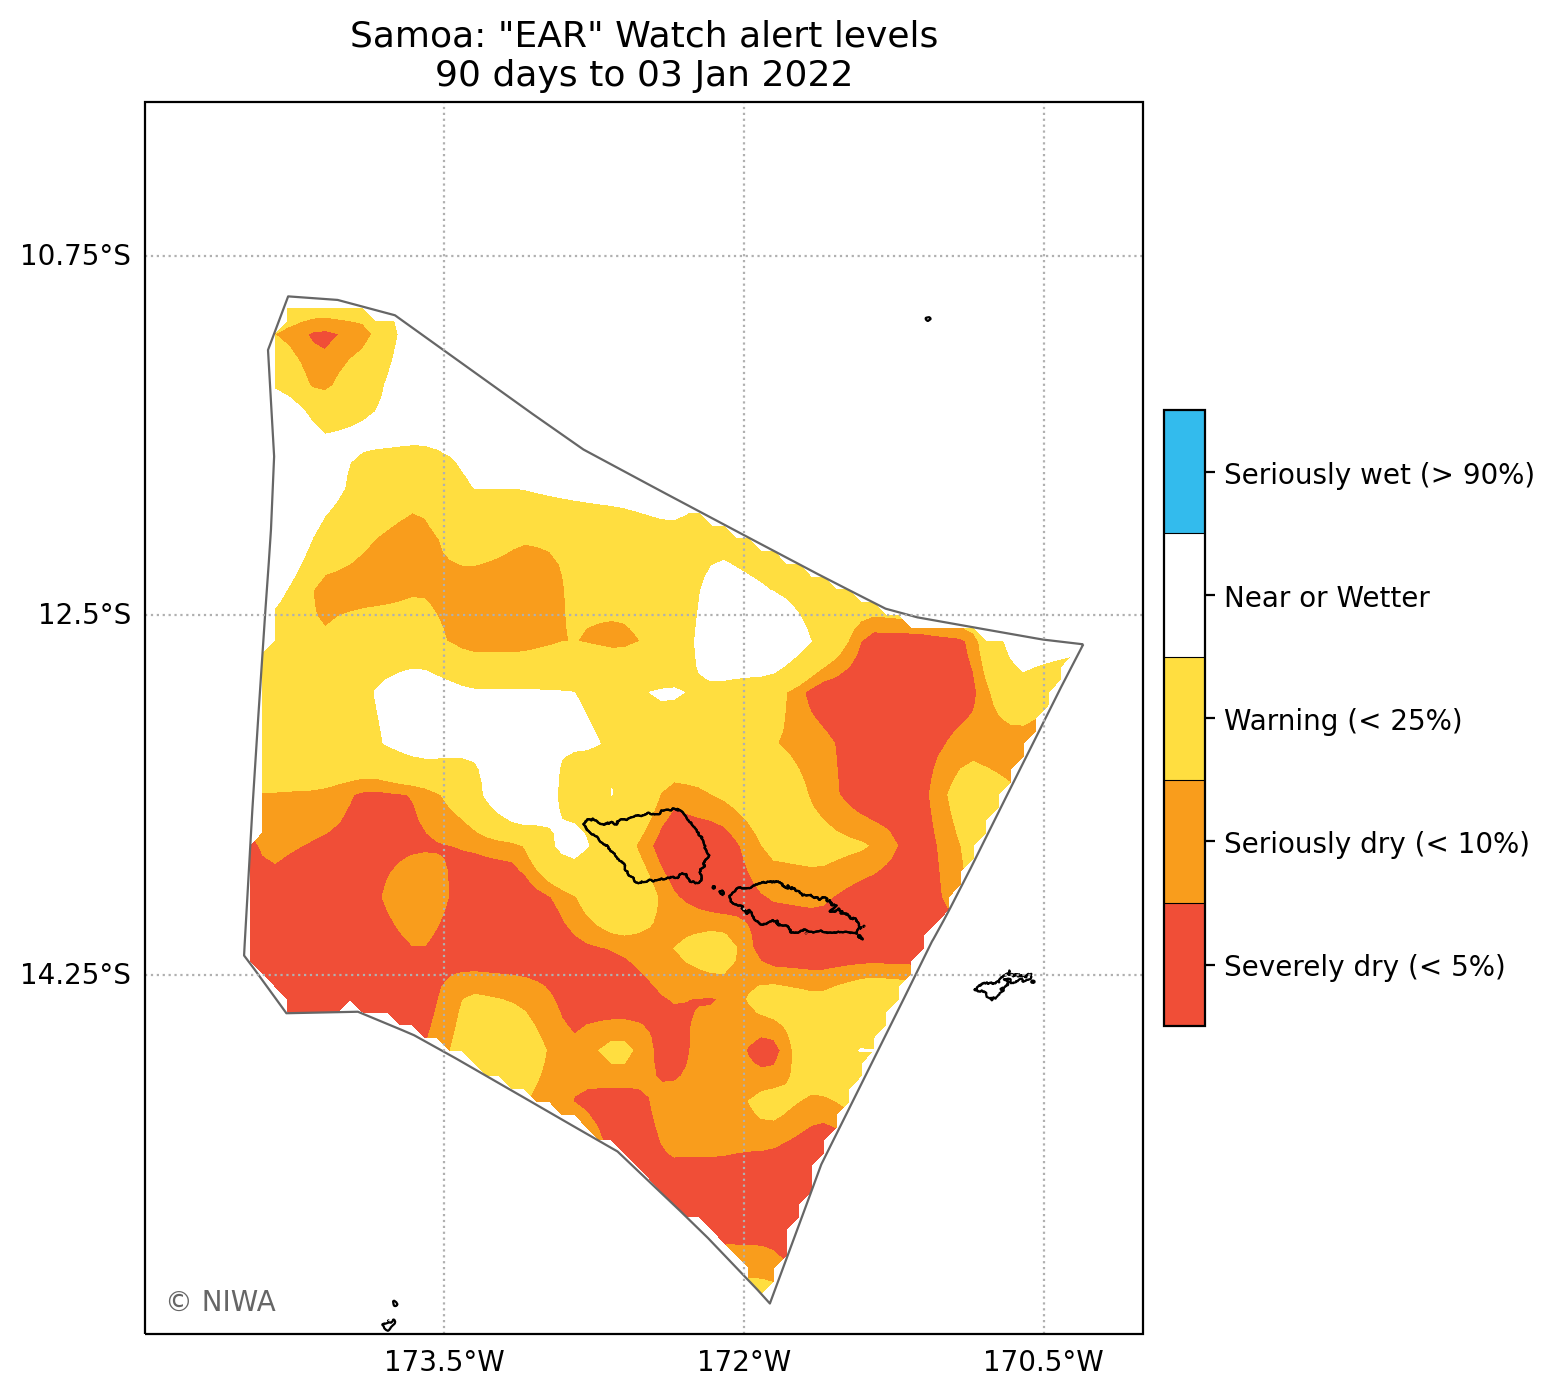 Samoa: "EAR" Watch alert levels
90 days to 03 Jan 2022
10.75°S
12.5°S
14.25°S
173.5°W
172°W
170.5°W
Seriously wet (> 90%)
Near or Wetter
Warning (< 25%)
Seriously dry (< 10%)
Severely dry (< 5%)
© NIWA